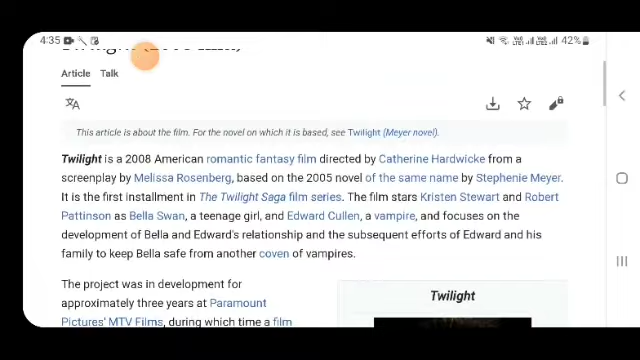 4:35
42%
Article Talk
This article is about the film. For the novel on which it is based, see Twilight (Meyer novel).
Twilight is a 2008 American romantic fantasy film directed by Catherine Hardwicke from a
screenplay by Melissa Rosenberg, based on the 2005 novel of the same name by Stephenie Meyer.
It is the first installment in The Twilight Saga film series. The film stars Kristen Stewart and Robert
Pattinson as Bella Swan, a teenage girl, and Edward Cullen, a vampire, and focuses on the
development of Bella and Edward's relationship and the subsequent efforts of Edward and his
family to keep Bella safe from another coven of vampires.
The project was in development for
approximately three years at Paramount
Pictures' MTV Films, during which time a film
Twilight